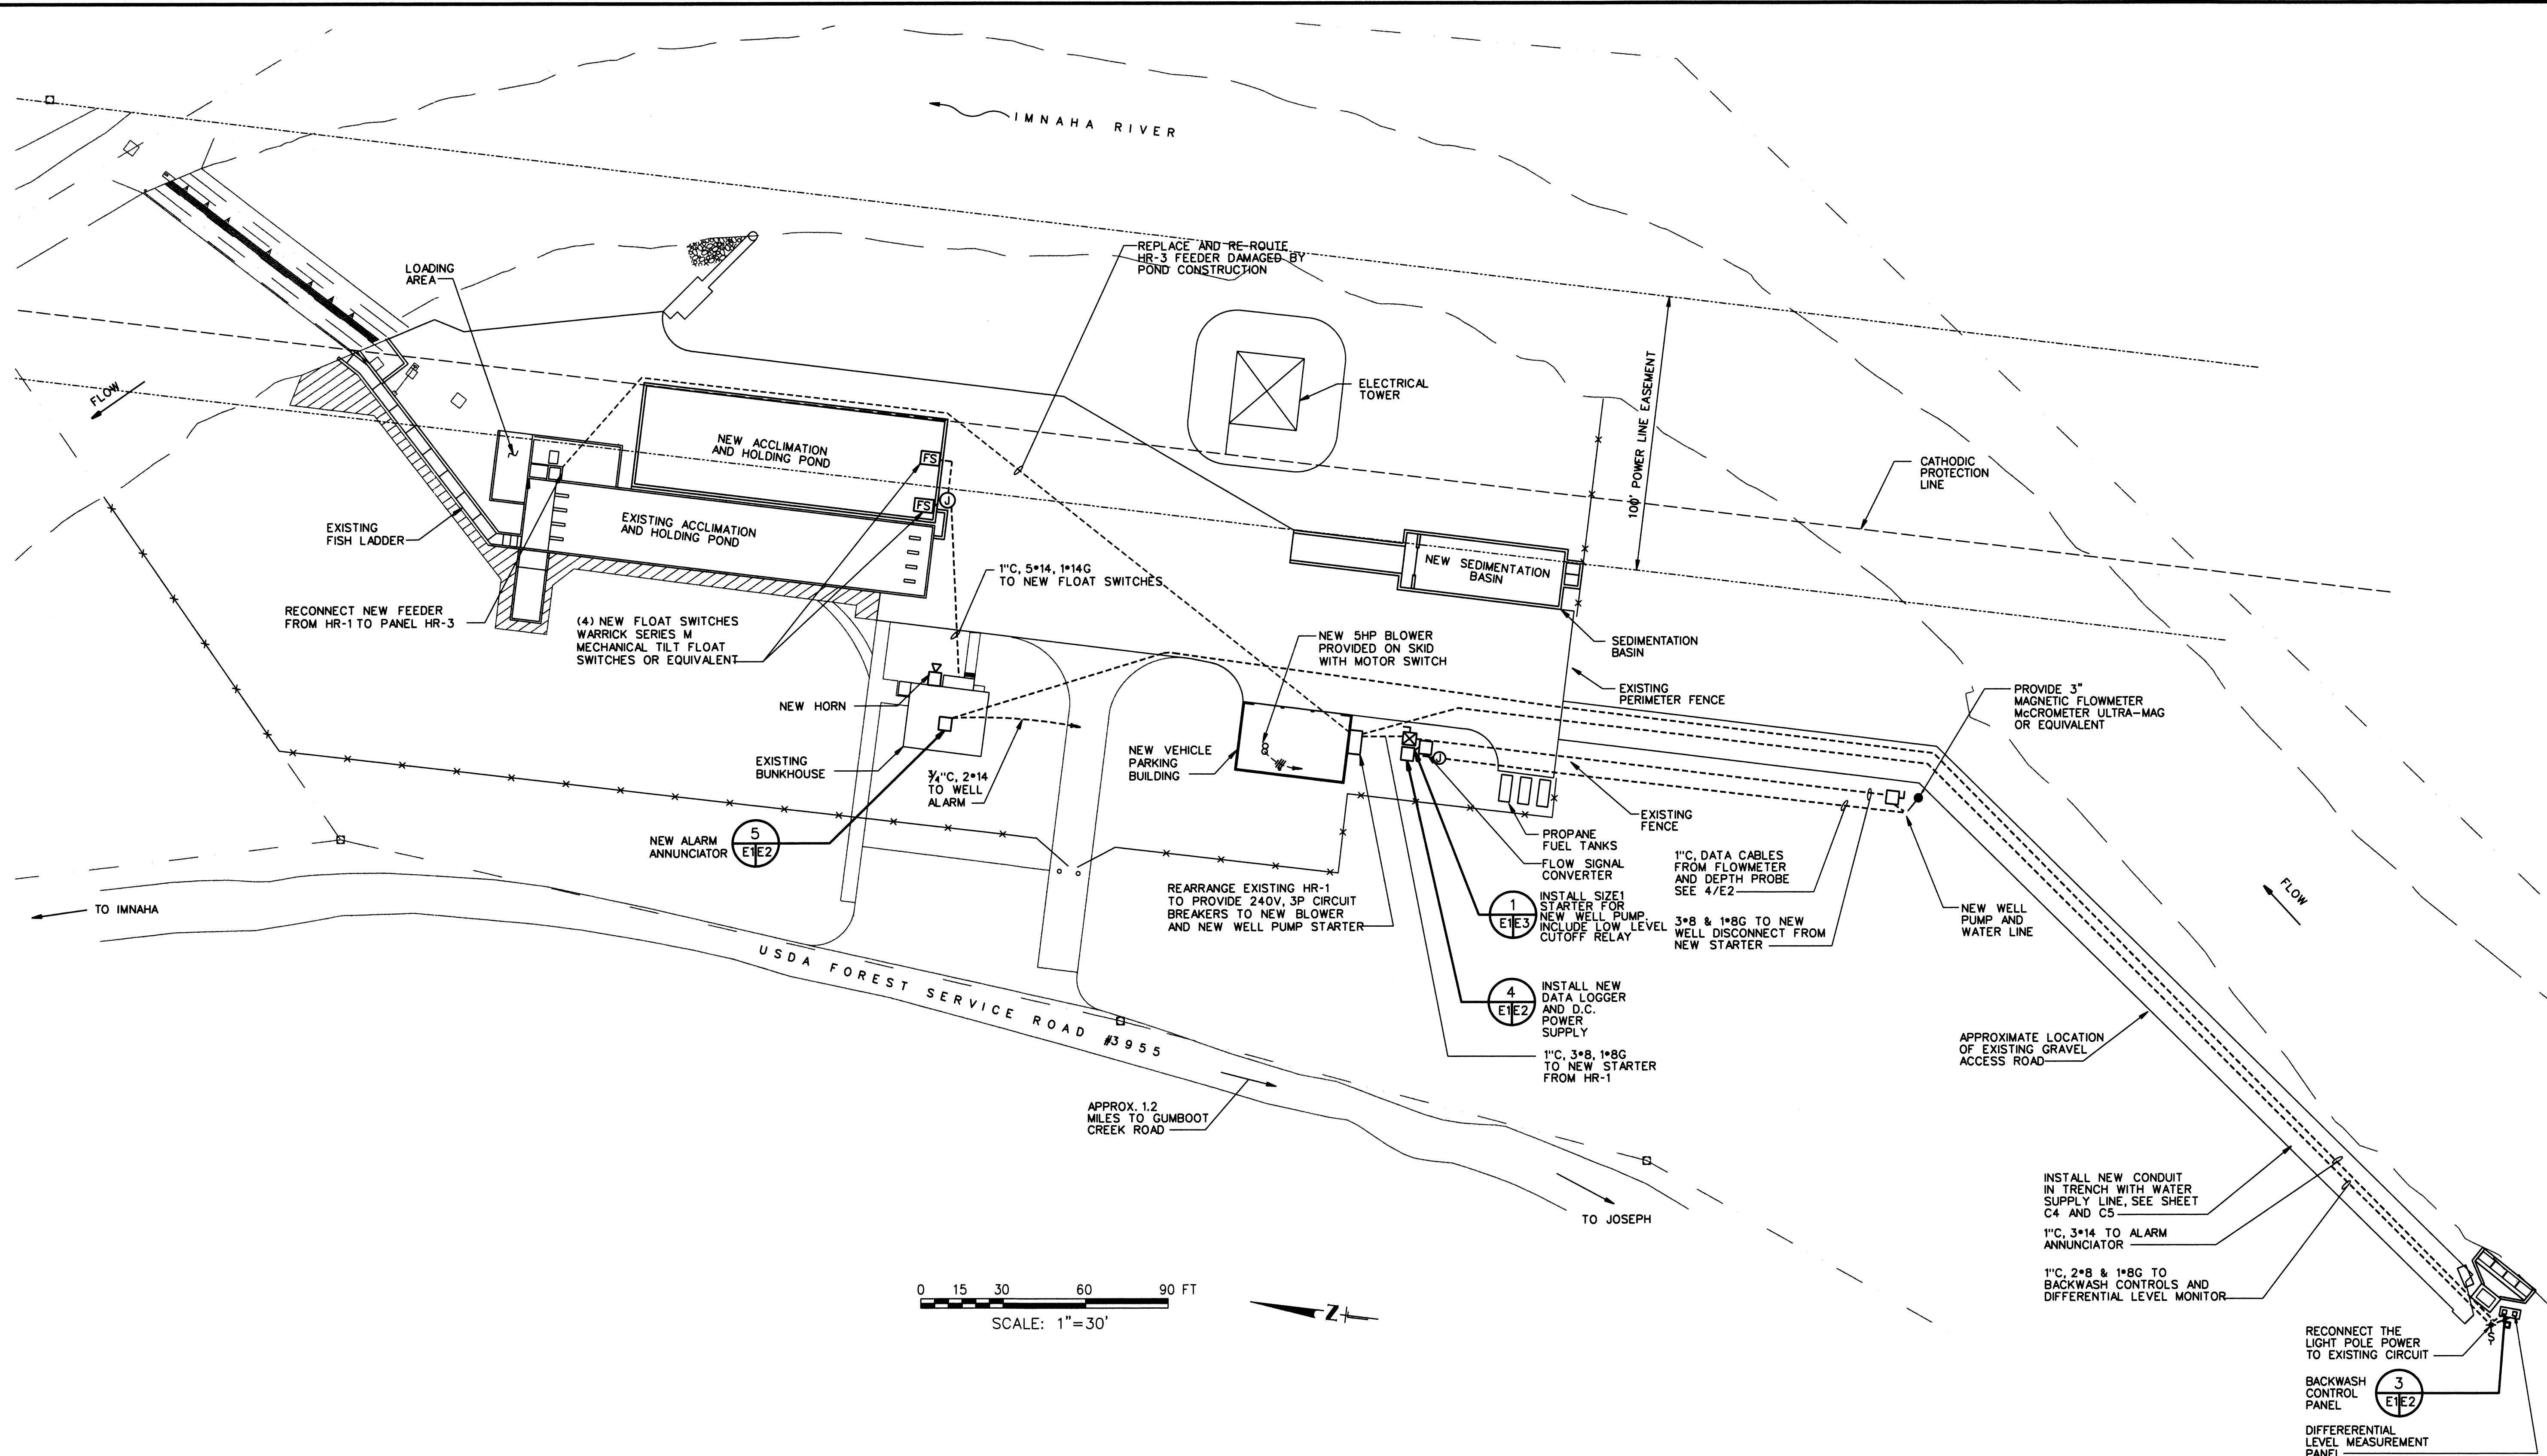 IMNAHA RIVER
REPLACE AND RE-ROUTE
HR-3 FEEDER DAMAGED BY
POND CONSTRUCTION
LOADING
AREA
ELECTRICAL
TOWER
100' POWER LINE EASEMENT
FLOW
NEW ACCLIMATION
AND HOLDING POND
FS
FS
J
CATHODIC
PROTECTION
LINE
EXISTING
FISH LADDER
EXISTING ACCLIMATION
AND HOLDING POND
NEW SEDIMENTATION
BASIN
1"C, 5•14, 1•14G
TO NEW FLOAT SWITCHES
RECONNECT NEW FEEDER
FROM HR-1 TO PANEL HR-3
(4) NEW FLOAT SWITCHES
WARRICK SERIES M
MECHANICAL TILT FLOAT
SWITCHES OR EQUIVALENT
NEW 5HP BLOWER
PROVIDED ON SKID
WITH MOTOR SWITCH
SEDIMENTATION
BASIN
EXISTING
PERIMETER FENCE
PROVIDE 3"
MAGNETIC FLOWMETER
McCROMETER ULTRA-MAG
OR EQUIVALENT
NEW HORN
EXISTING
BUNKHOUSE
3/4"C, 2•14
TO WELL
ALARM
NEW VEHICLE
PARKING
BUILDING
J
NEW ALARM
ANNUNCIATOR
5
E1 E2
PROPANE
FUEL TANKS
EXISTING
FENCE
FLOW SIGNAL
CONVERTER
1"C, DATA CABLES
FROM FLOWMETER
AND DEPTH PROBE
SEE 4/E2
REARRANGE EXISTING HR-1
TO PROVIDE 240V, 3P CIRCUIT
BREAKERS TO NEW BLOWER
AND NEW WELL PUMP STARTER
1
E1 E3
INSTALL SIZE1
STARTER FOR
NEW WELL PUMP.
INCLUDE LOW LEVEL
CUTOFF RELAY
3•8 & 1•8G TO NEW
WELL DISCONNECT FROM
NEW STARTER
NEW WELL
PUMP AND
WATER LINE
FLOW
TO IMNAHA
USDA FOREST SERVICE ROAD #3955
4
E1 E2
INSTALL NEW
DATA LOGGER
AND D.C.
POWER
SUPPLY
1"C, 3•8, 1•8G
TO NEW STARTER
FROM HR-1
APPROXIMATE LOCATION
OF EXISTING GRAVEL
ACCESS ROAD
APPROX. 1.2
MILES TO GUMBOOT
CREEK ROAD
TO JOSEPH
INSTALL NEW CONDUIT
IN TRENCH WITH WATER
SUPPLY LINE, SEE SHEET
C4 AND C5
1"C, 3•14 TO ALARM
ANNUNCIATOR
1"C, 2•8 & 1•8G TO
BACKWASH CONTROLS AND
DIFFERENTIAL LEVEL MONITOR
0 15 30 60 90 FT
SCALE: 1"=30'
Z
S
RECONNECT THE
LIGHT POLE POWER
TO EXISTING CIRCUIT
BACKWASH
CONTROL
PANEL
3
E1 E2
DIFFERERENTIAL
LEVEL MEASUREMENT
PANEL